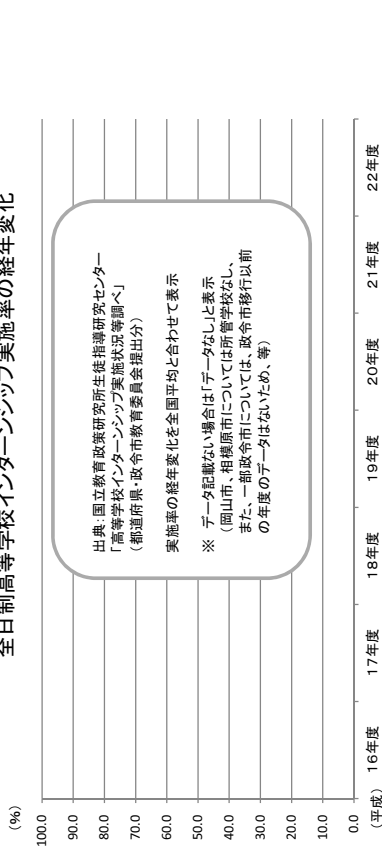 全日制高等学校インターンシップ実施率の経年変化
(%)
100.0
90.0
80.0
70.0
60.0
50.0
40.0
30.0
20.0
10.0
0.0
出典：国立教育政策研究所生徒指導研究センター
「高等学校インターンシップ実施状況等調べ」
（都道府県・政令市教育委員会提出分）
実施率の経年変化を全国平均と合わせて表示
※ データ記載ない場合は「データなし」と表示
（岡山市、相模原市については所管学校なし、
また、一部政令市については、政令市移行以前
の年度のデータはないため、等）
16年度 17年度 18年度 19年度 20年度 21年度 22年度
（平成）